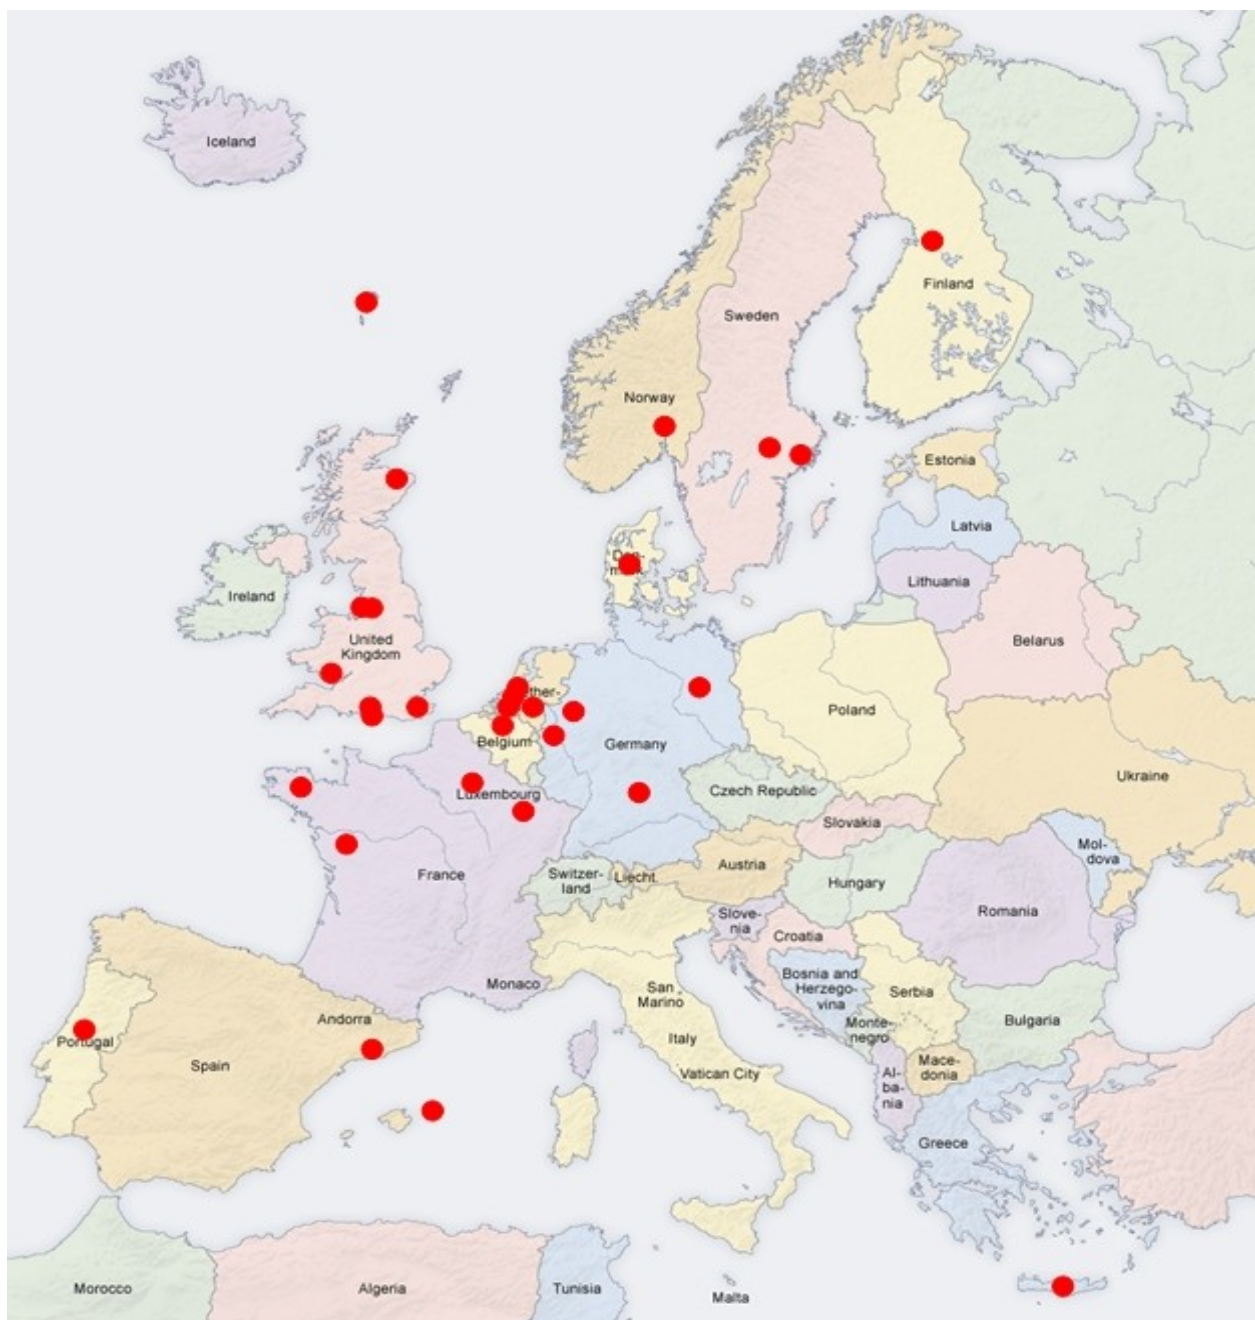 Iceland
Finland
Sweden
Norway
Estonia
Latvia
Den-
mark
Lithuania
Ireland
United
Kingdom
Belarus
ther-
Poland
Belgium
Germany
Ukraine
Czech Republic
Luxembourg
Slovakia
Mol-
dova
Austria
France
Switzer-
land
Liecht.
Hungary
Romania
Slove-
nia
Croatia
Monaco
San
Marino
Bosnia and
Herzego-
vina
Serbia
Andorra
Bulgaria
Monte-
negro
Portugal
Spain
Italy
Vatican City
Mace-
donia
Al-
ba-
nia
Greece
Morocco
Algeria
Tunisia
Malta